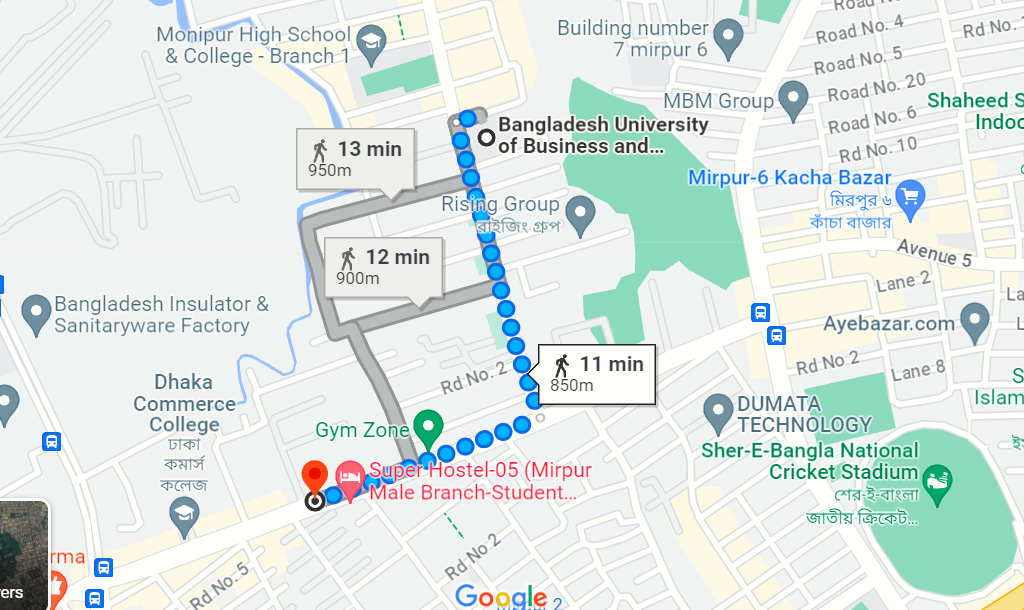 Monipur High School
& College - Branch 1
Building number
7 mirpur 6
Road No. 4
Road No. 5
Road No. 20
MBM Group
Road No. 6
Shaheed S
Indoo
Road No. 10
Bangladesh University
of Business and...
13 min
950m
Mirpur-6 Kacha Bazar
মিরপুর ৬
কাঁচা বাজার
Rising Group
রাইজিং গ্রুপ
Avenue 5
12 min
900m
Lane 2
Bangladesh Insulator &
Sanitaryware Factory
Ayebazar.com
11 min
850m
Rd No. 2
Rd No. 2
Lane 8
Dhaka
Commerce
College
ঢাকা
কমার্স
কলেজ
DUMATA
TECHNOLOGY
Islam
Gym Zone
Sher-E-Bangla National
Cricket Stadium
শের-ই-বাংলা
জাতীয় ক্রিকেট...
Super Hostel-05 (Mirpur
Male Branch-Student...
Rd No 2
Rd No. 5
rma
ers
Google